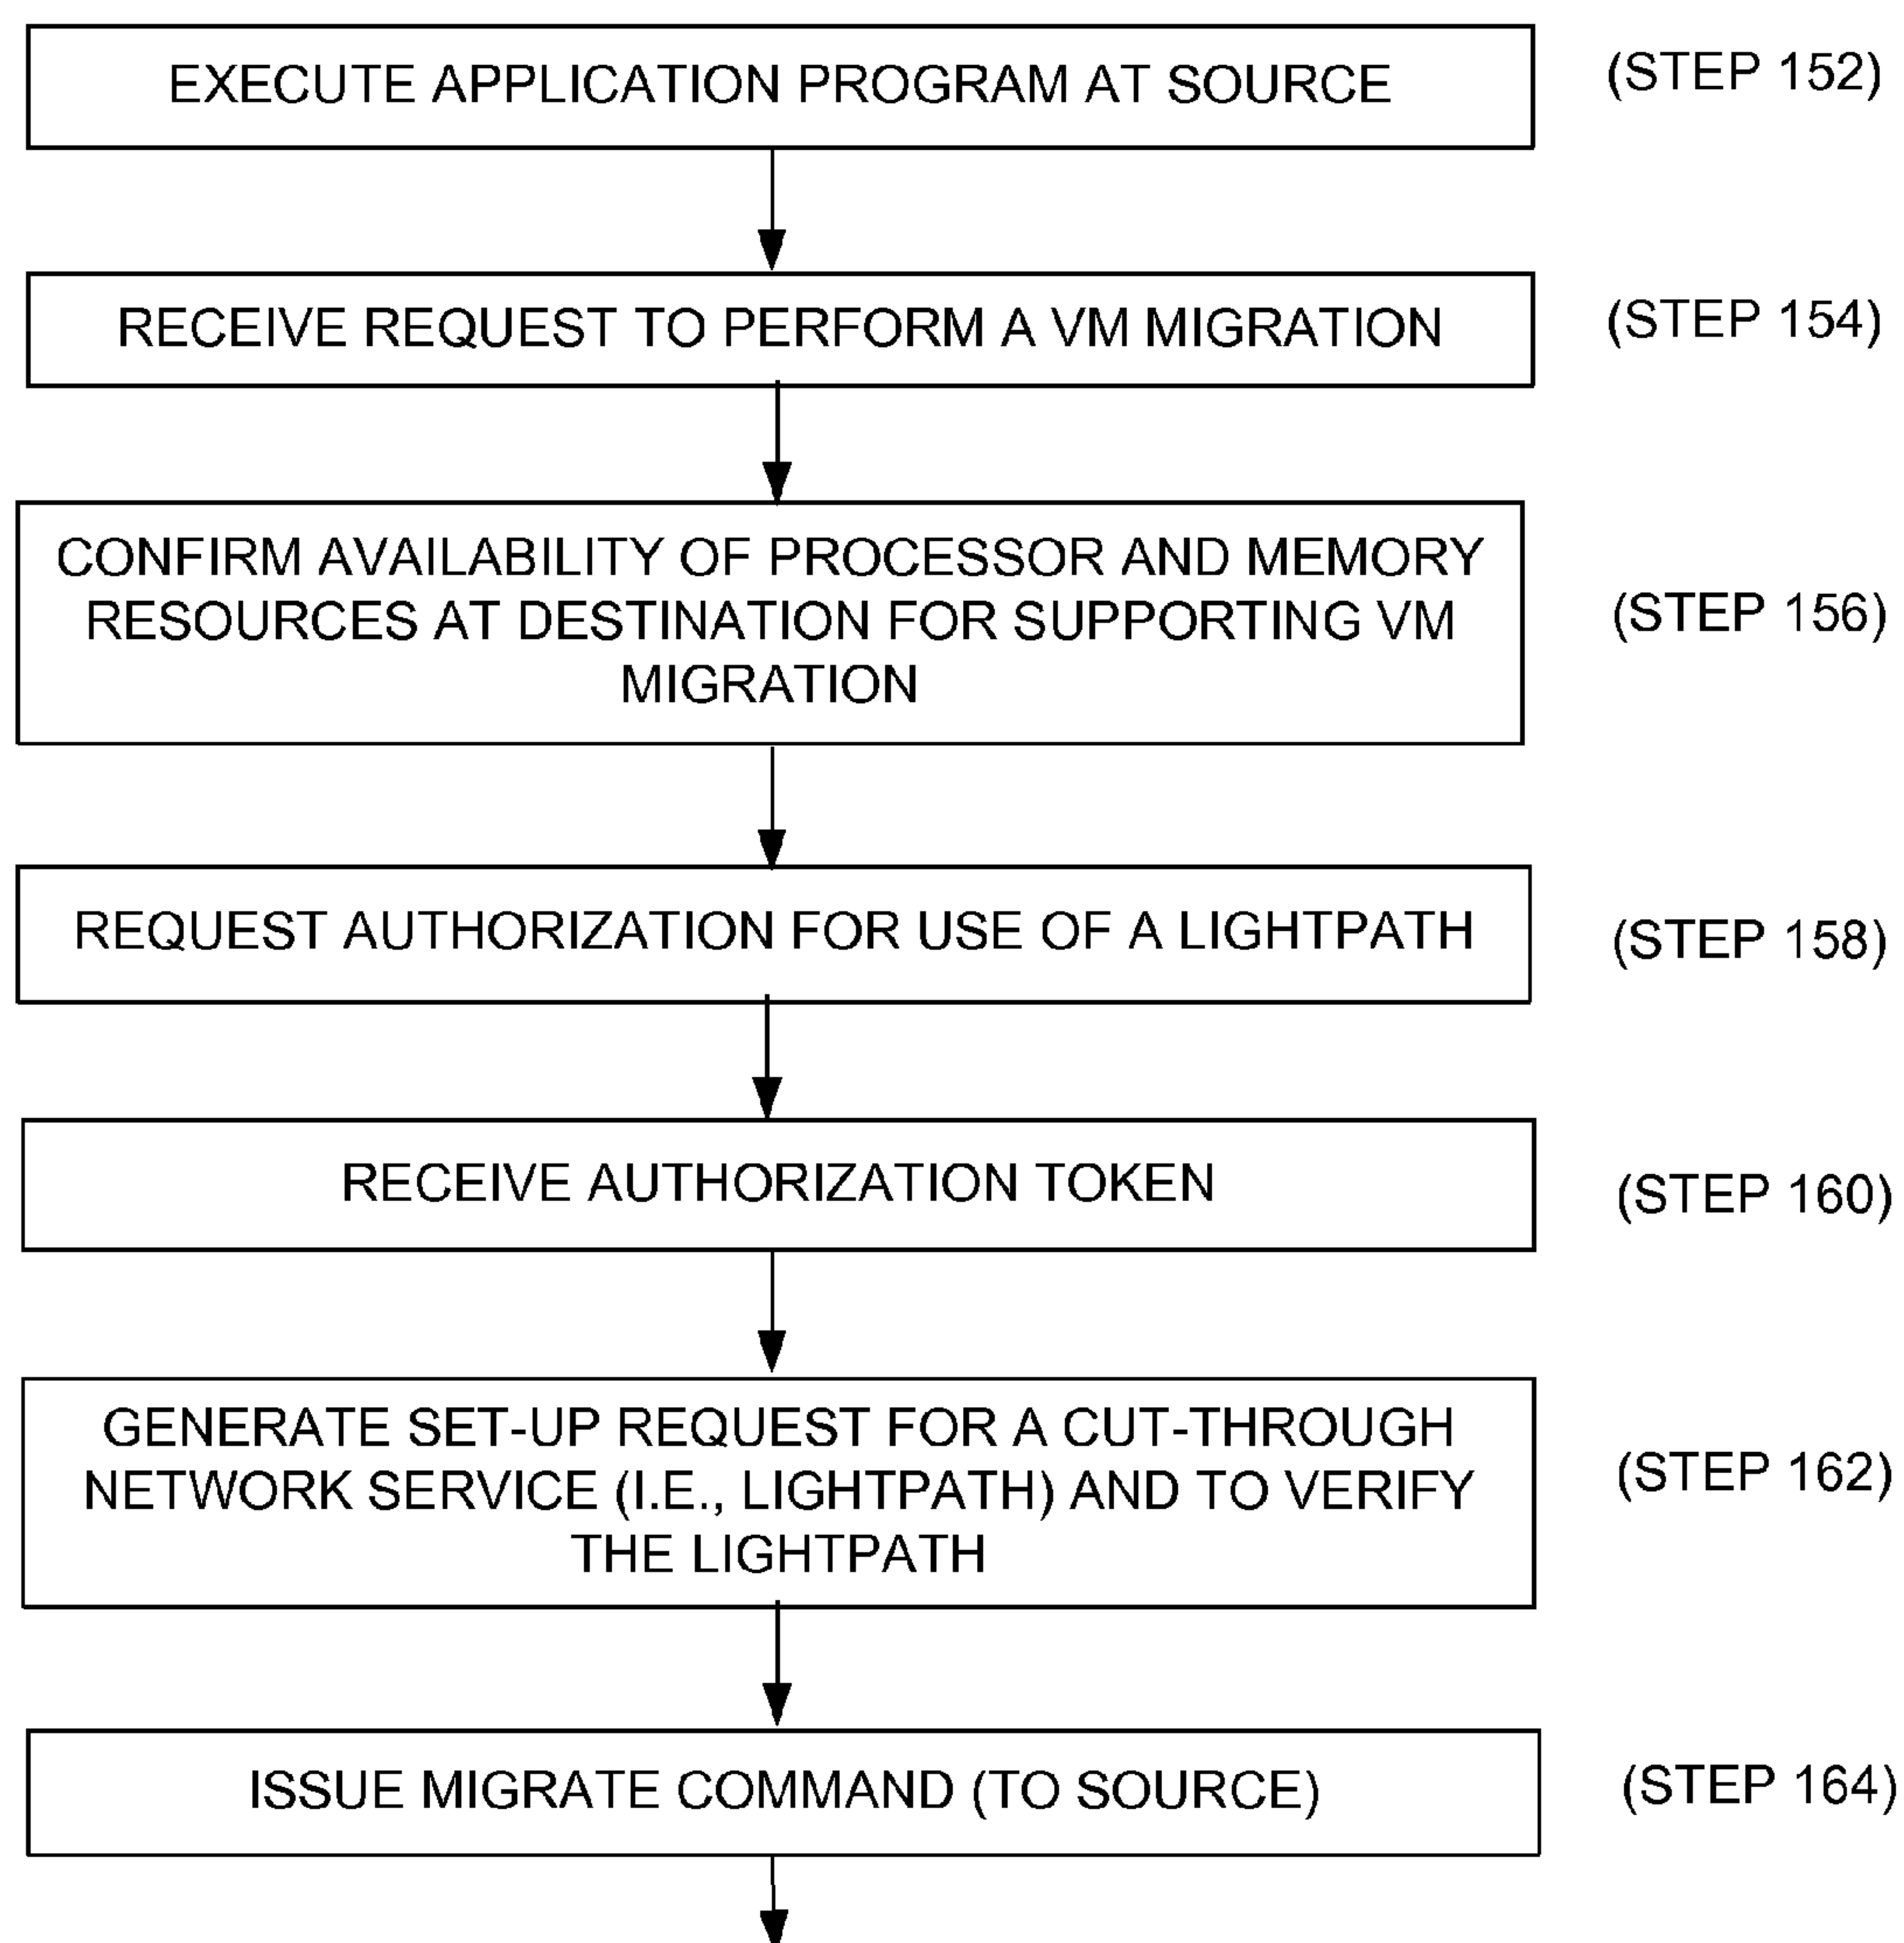 EXECUTE APPLICATION PROGRAM AT SOURCE
(STEP 152)
RECEIVE REQUEST TO PERFORM A VM MIGRATION
(STEP 154)
CONFIRM AVAILABILITY OF PROCESSOR AND MEMORY
RESOURCES AT DESTINATION FOR SUPPORTING VM
MIGRATION
(STEP 156)
REQUEST AUTHORIZATION FOR USE OF A LIGHTPATH
(STEP 158)
RECEIVE AUTHORIZATION TOKEN
(STEP 160)
GENERATE SET-UP REQUEST FOR A CUT-THROUGH
NETWORK SERVICE (I.E., LIGHTPATH) AND TO VERIFY
THE LIGHTPATH
(STEP 162)
ISSUE MIGRATE COMMAND (TO SOURCE)
(STEP 164)